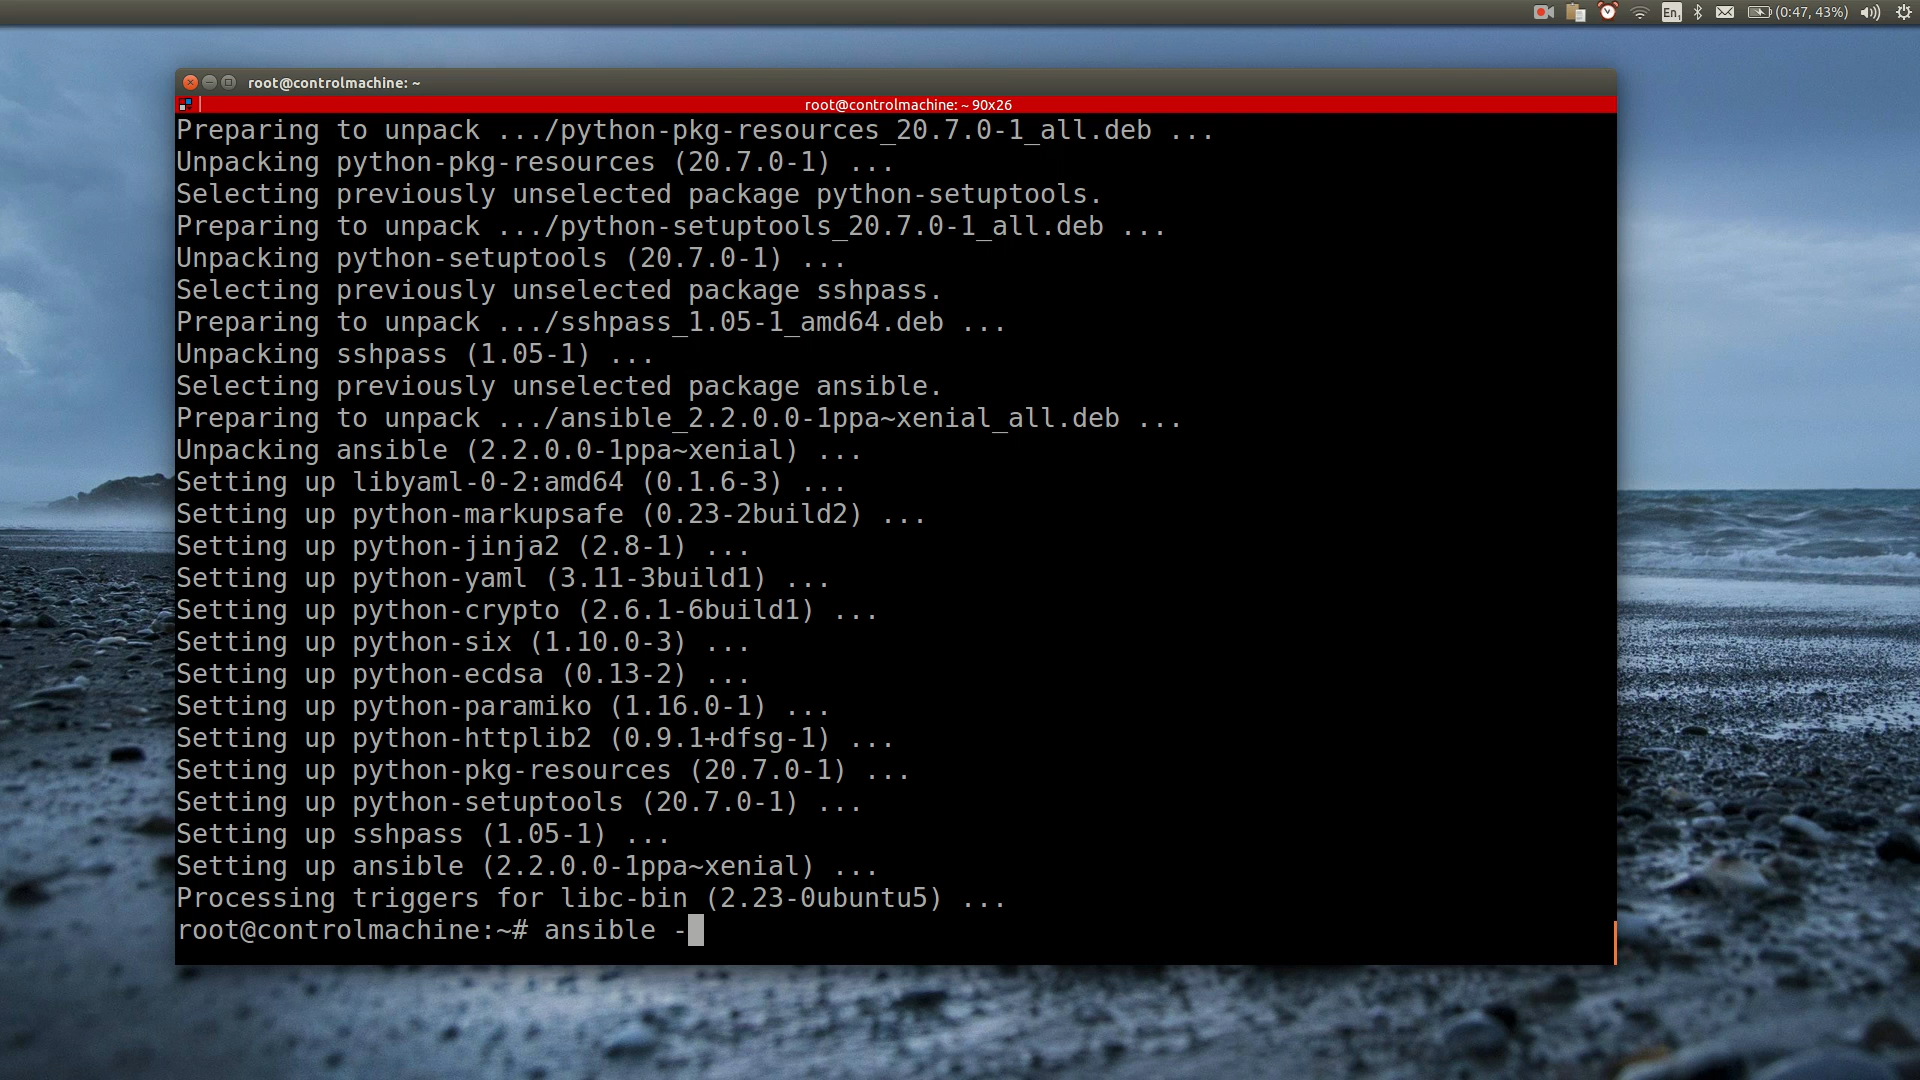 En1
(0:47, 43%)
root@controlmachine: ~
root@controlmachine: ~ 90x26
Preparing to unpack .../python-pkg-resources_20.7.0-1_all.deb ...
Unpacking python-pkg-resources (20.7.0-1) ...
Selecting previously unselected package python-setuptools.
Preparing to unpack .../python-setuptools_20.7.0-1_all.deb ...
Unpacking python-setuptools (20.7.0-1) ...
Selecting previously unselected package sshpass.
Preparing to unpack .../sshpass_1.05-1_amd64.deb ...
Unpacking sshpass (1.05-1) ...
Selecting previously unselected package ansible.
Preparing to unpack .../ansible_2.2.0.0-1ppa~xenial_all.deb ...
Unpacking ansible (2.2.0.0-1ppa~xenial) ...
Setting up libyaml-0-2:amd64 (0.1.6-3) ...
Setting up python-markupsafe (0.23-2build2) ...
Setting up python-jinja2 (2.8-1) ...
Setting up python-yaml (3.11-3build1) ...
Setting up python-crypto (2.6.1-6build1) ...
Setting up python-six (1.10.0-3) ...
Setting up python-ecdsa (0.13-2) ...
Setting up python-paramiko (1.16.0-1) ...
Setting up python-httplib2 (0.9.1+dfsg-1) ...
Setting up python-pkg-resources (20.7.0-1) ...
Setting up python-setuptools (20.7.0-1) ...
Setting up sshpass (1.05-1) ...
Setting up ansible (2.2.0.0-1ppa~xenial) ...
Processing triggers for libc-bin (2.23-0ubuntu5) ...
root@controlmachine:~# ansible -